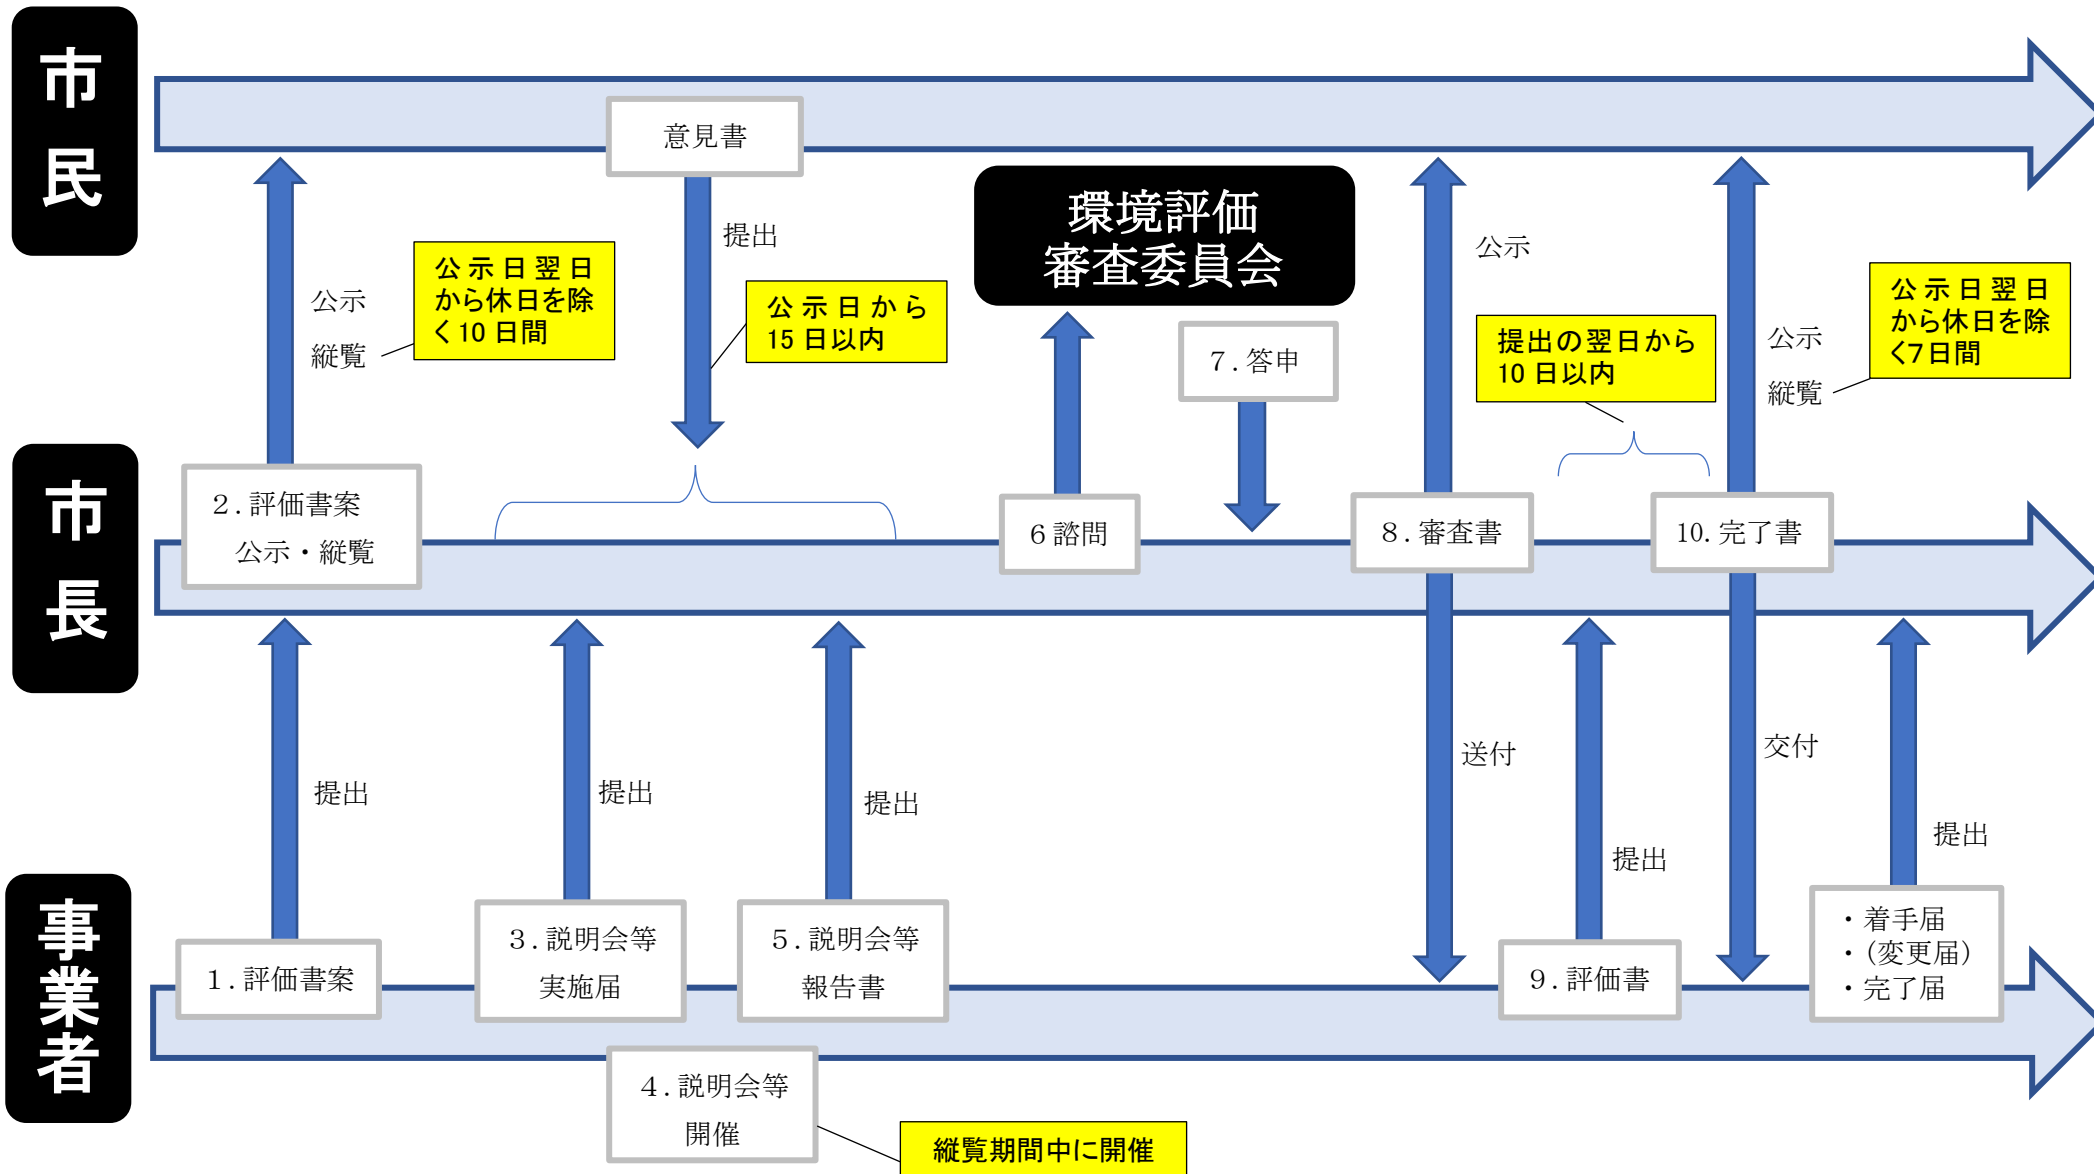 市
民
意見書
環境評価
審査委員会
提出
公示
公示日翌日
から休日を除
く10日間
公示日から
15日以内
公示
縦覧
公示日翌日
から休日を除
く7日間
公示
縦覧
提出の翌日から
10日以内
7.答申
市
長
2.評価書案
公示・縦覧
6諮問
8.審査書
10.完了書
提出
提出
提出
送付
交付
提出
提出
事
業
者
1.評価書案
3.説明会等
実施届
5.説明会等
報告書
9.評価書
・着手届
・(変更届)
・完了届
4.説明会等
開催
縦覧期間中に開催